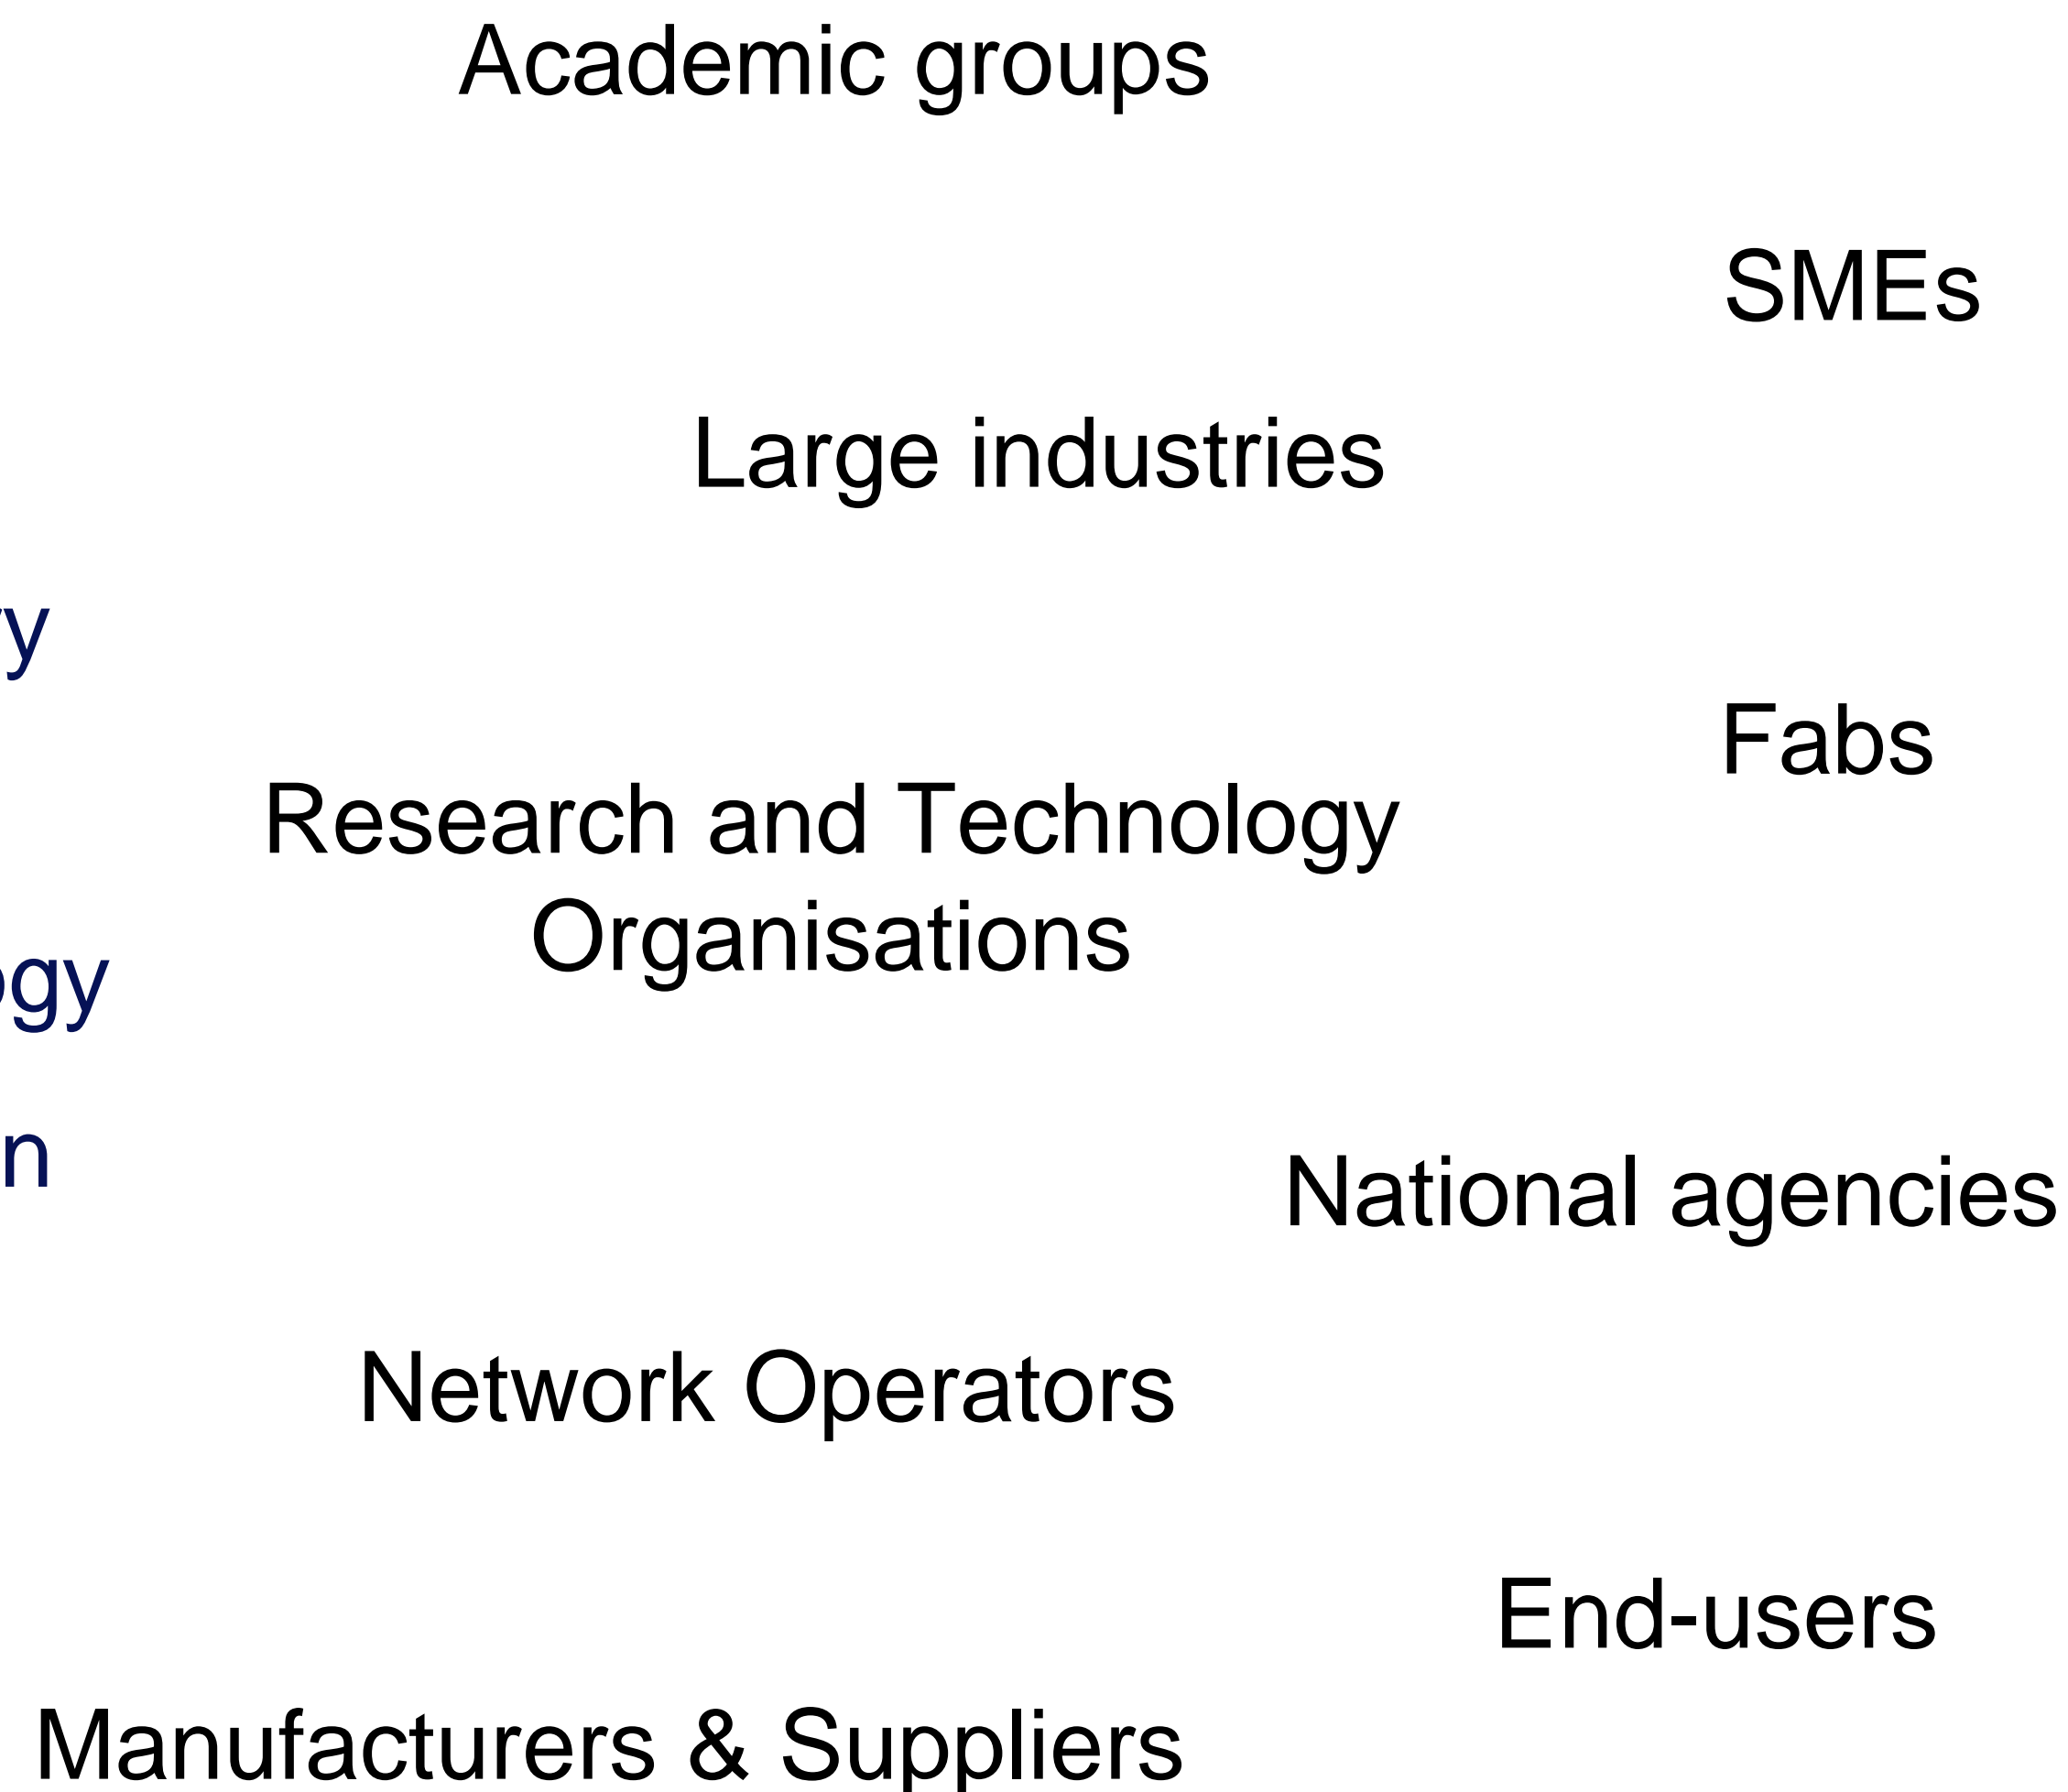 Academic groups
SMEs
Large industries
Fabs
Research and Technology
Organisations
National agencies
Network Operators
End-users
Manufacturers & Suppliers